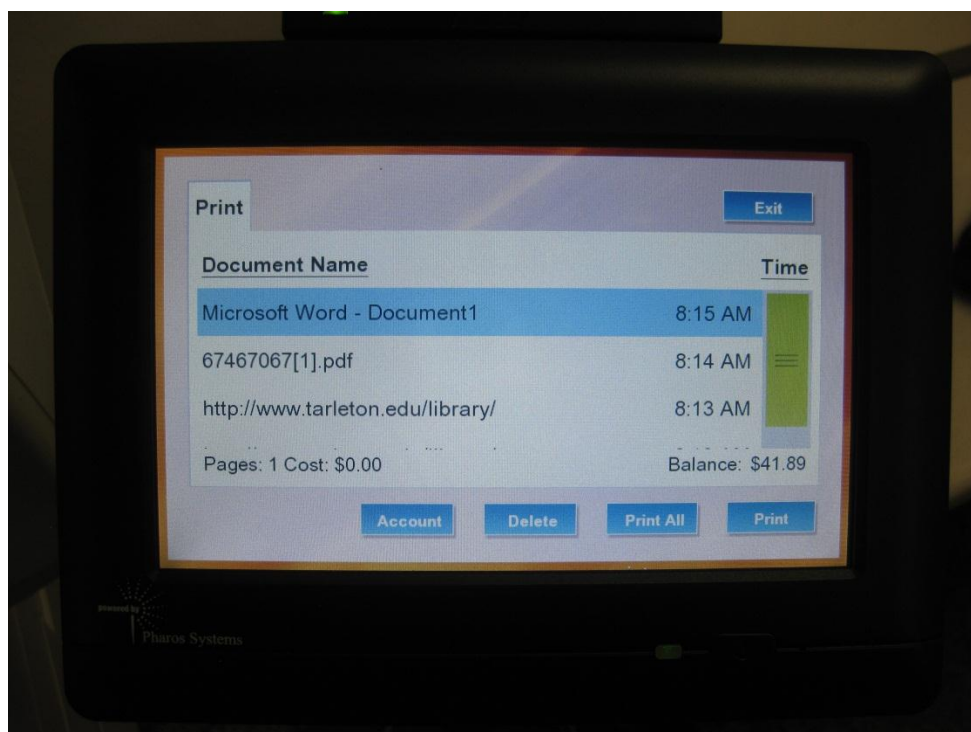 Print
Exit
Document Name Time
Microsoft Word - Document1 8:15 AM
67467067[1].pdf 8:14 AM
http://www.tarleton.edu/library/ 8:13 AM
Pages: 1 Cost: $0.00 Balance: $41.89
Account Delete Print All Print
powered by
Pharos Systems